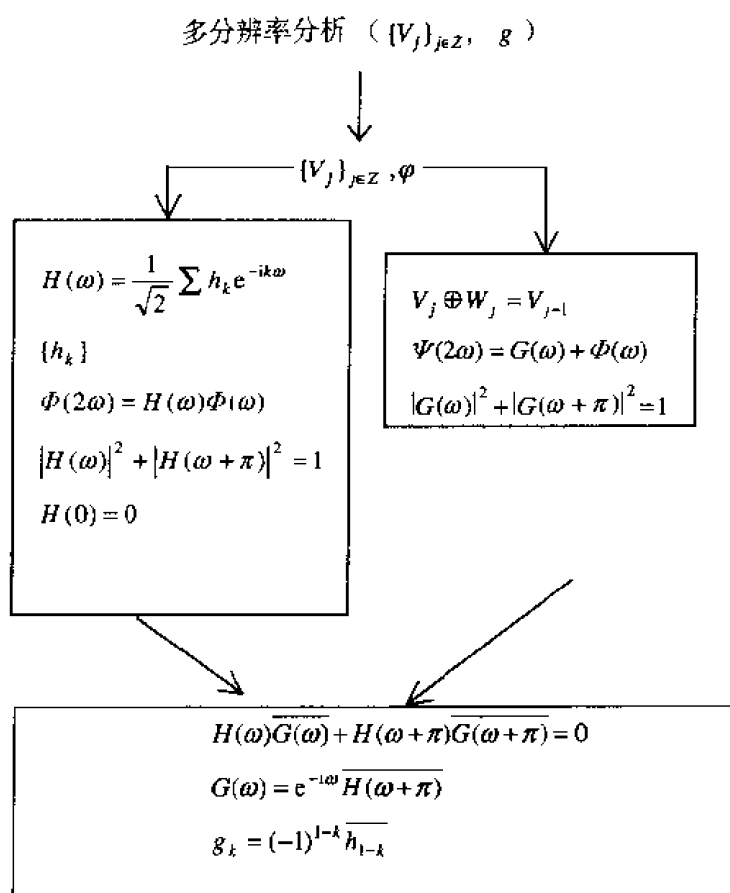 多分辨率分析 ( {V_j}_{j∈Z}, g )
{V_j}_{j∈Z}, φ
H(ω) = \frac{1}{\sqrt{2}} ∑ h_k e^{-ikω}
{h_k}
Φ(2ω) = H(ω)Φ(ω)
|H(ω)|^2 + |H(ω + π)|^2 = 1
H(0) = 0
V_j ⊕ W_j = V_{j-1}
Ψ(2ω) = G(ω) + Φ(ω)
|G(ω)|^2 + |G(ω + π)|^2 = 1
H(ω)\overline{G(ω)} + H(ω + π)\overline{G(ω + π)} = 0
G(ω) = e^{-iω} \overline{H(ω + π)}
g_k = (-1)^{1-k} \overline{h_{1-k}}